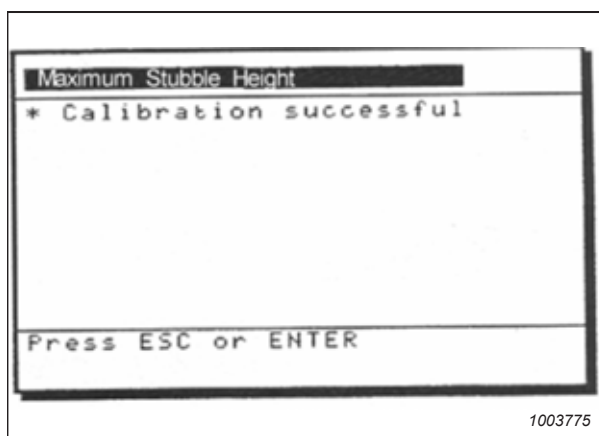 Maximum Stubble Height
* Calibration successful
Press ESC or ENTER
1003775